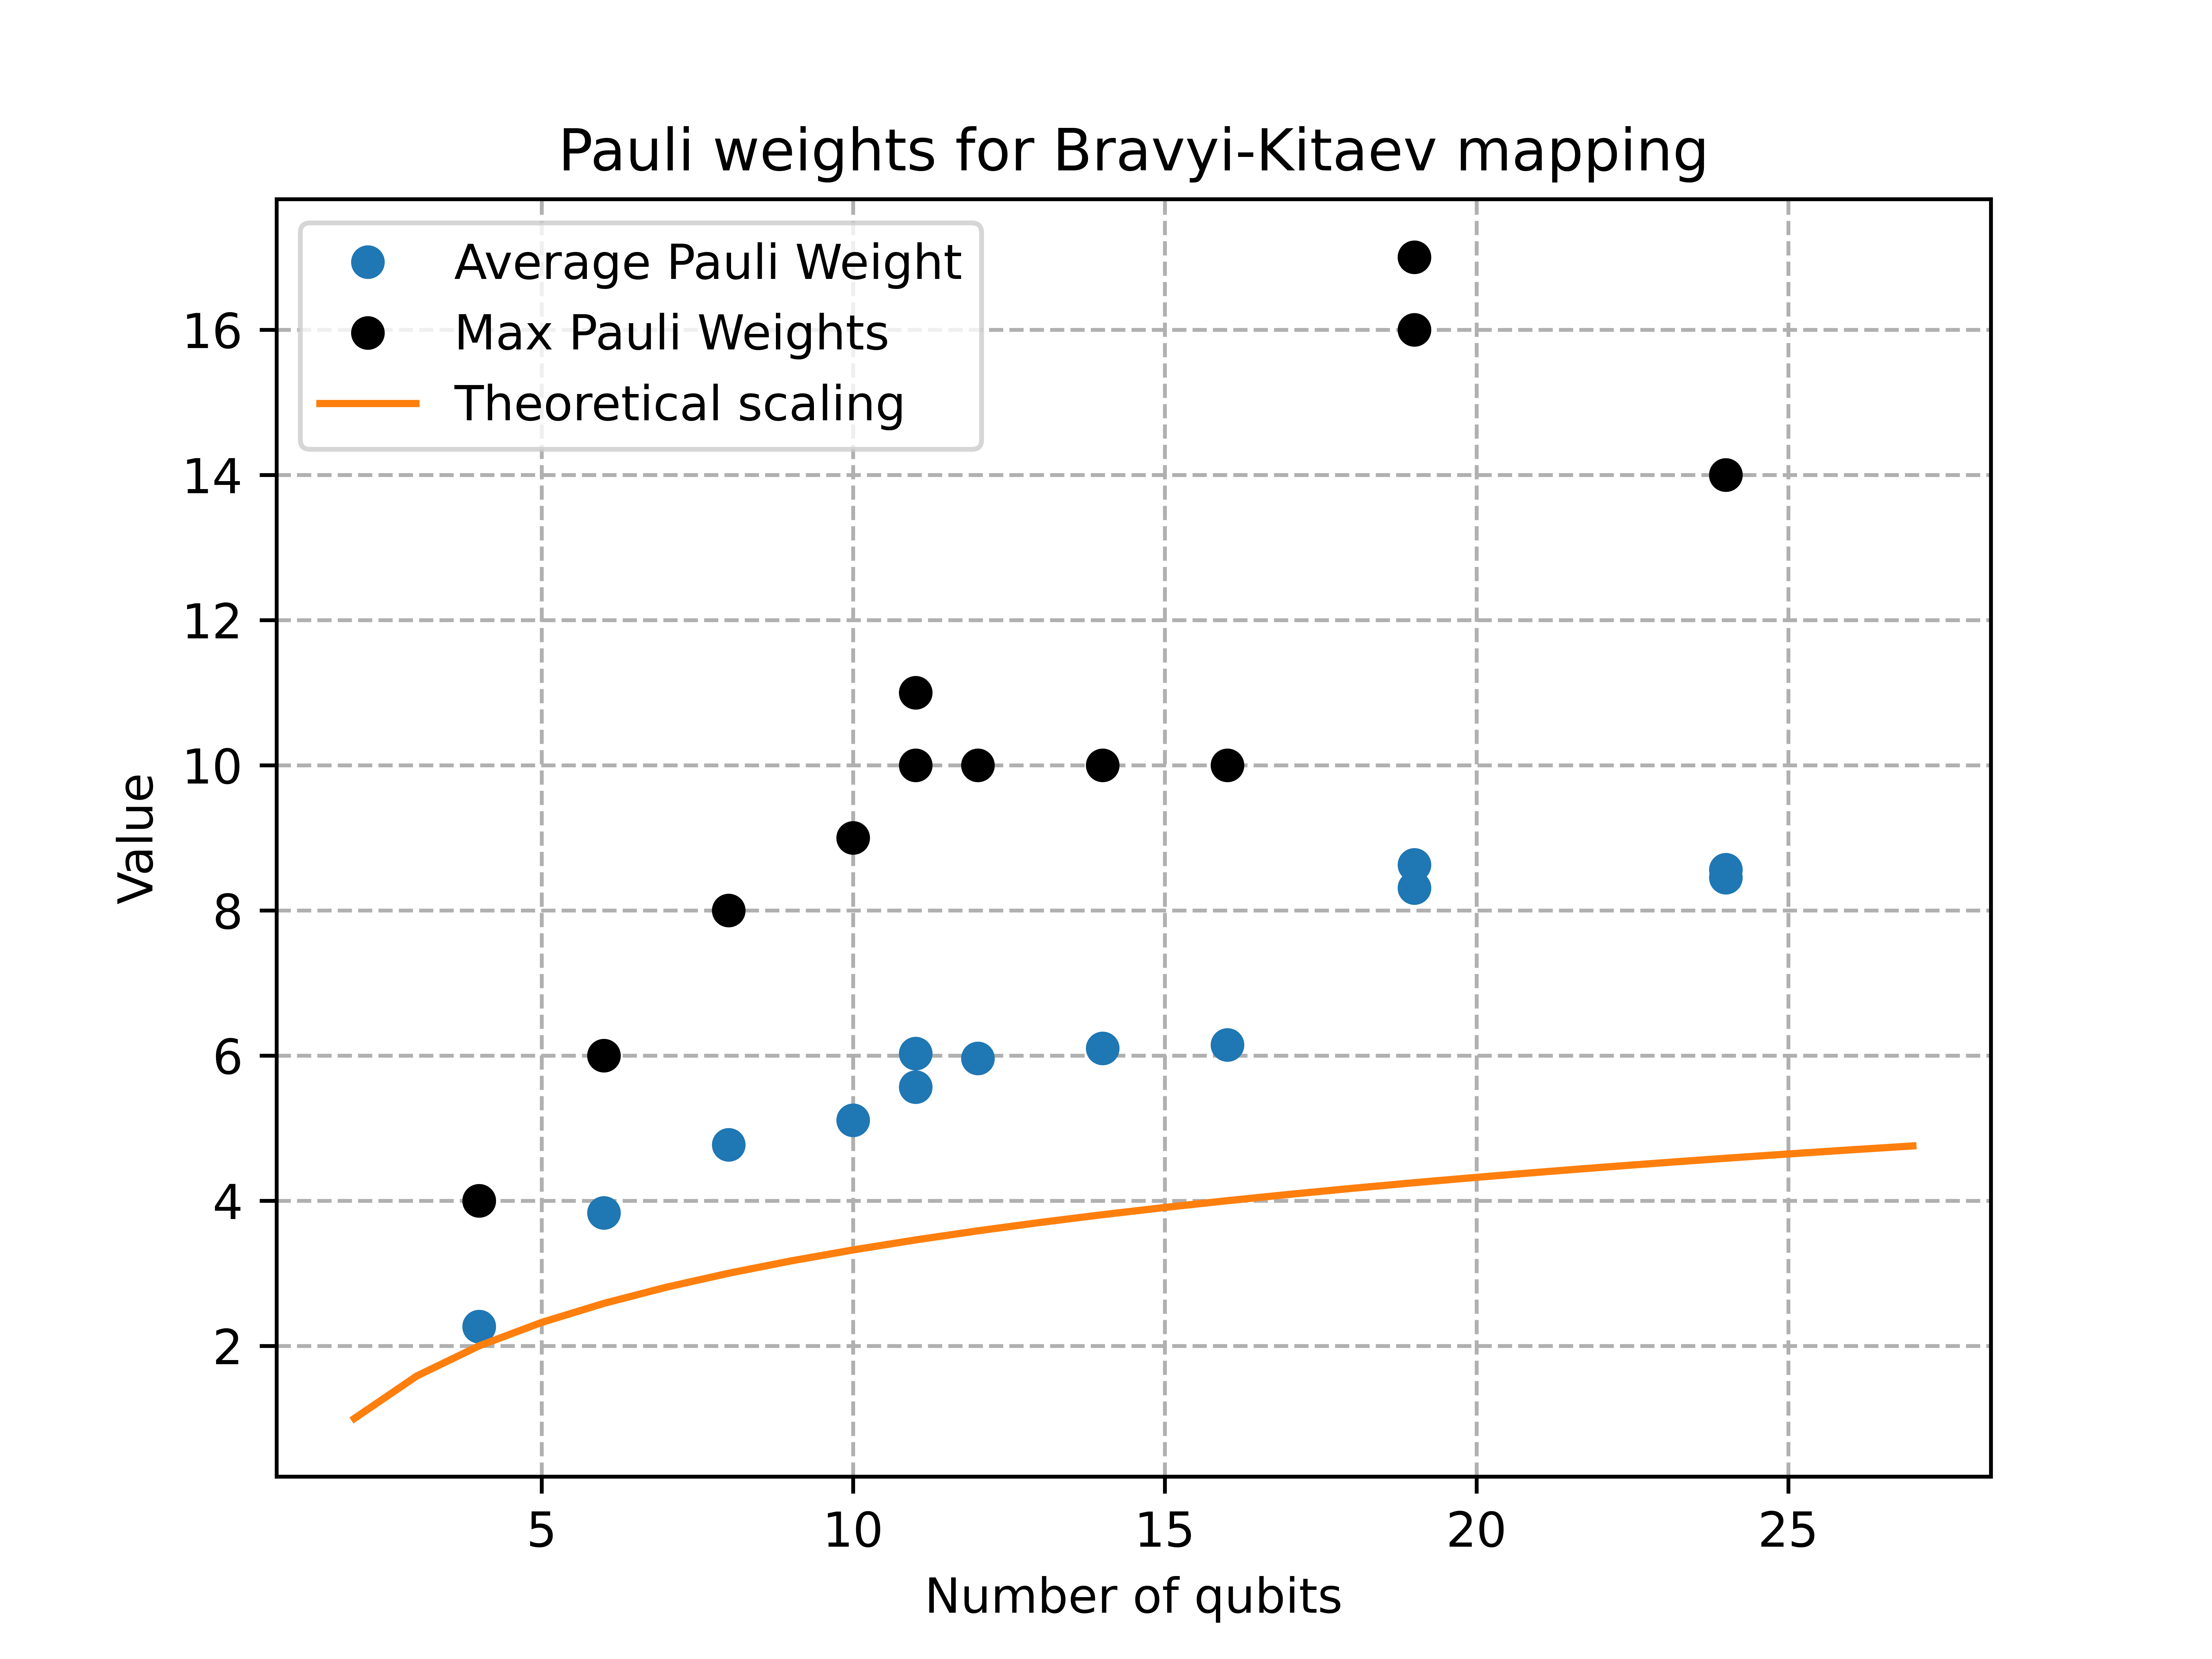 Pauli weights for Bravyi-Kitaev mapping
Average Pauli Weight
Max Pauli Weights
Theoretical scaling
16
14
12
10
8
6
4
2
Value
5 10 15 20 25
Number of qubits